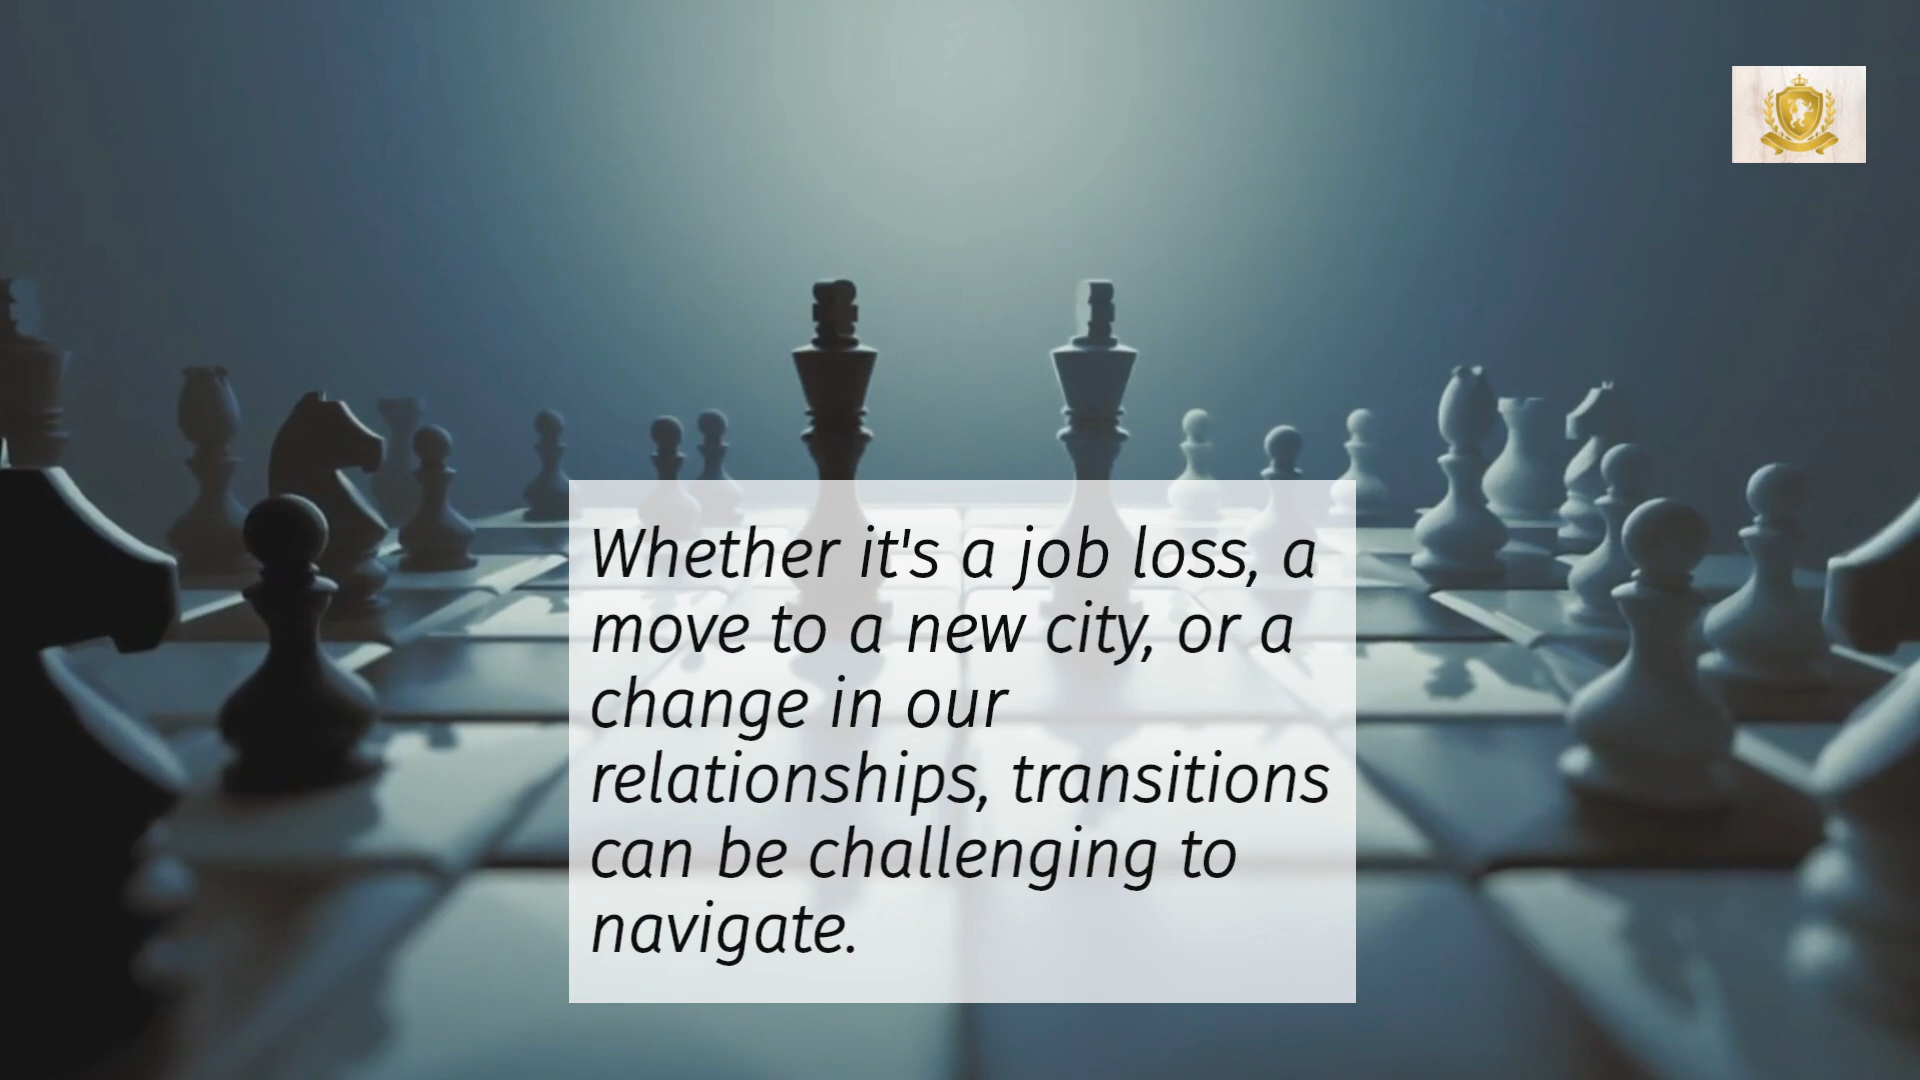 Whether it's a job loss, a
move to a new city, or a
change in our
relationships, transitions
can be challenging to
navigate.